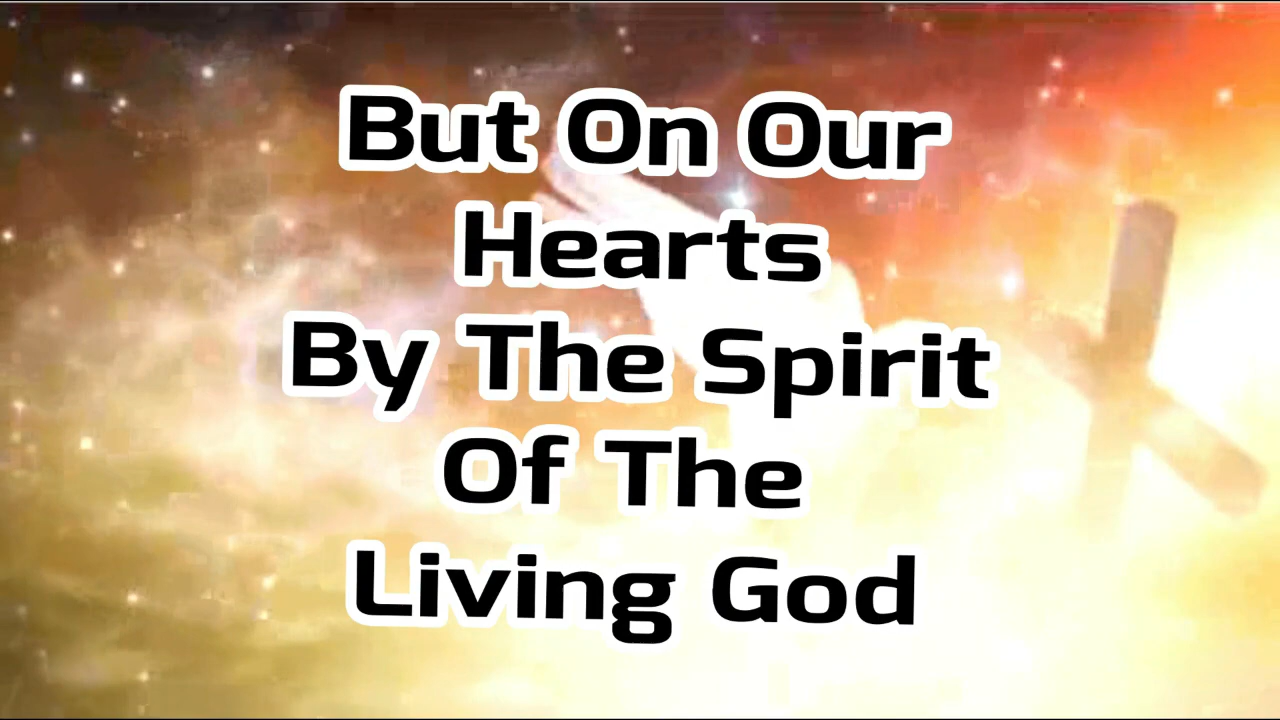 But On Our
Hearts
By The Spirit
Of The
Living God